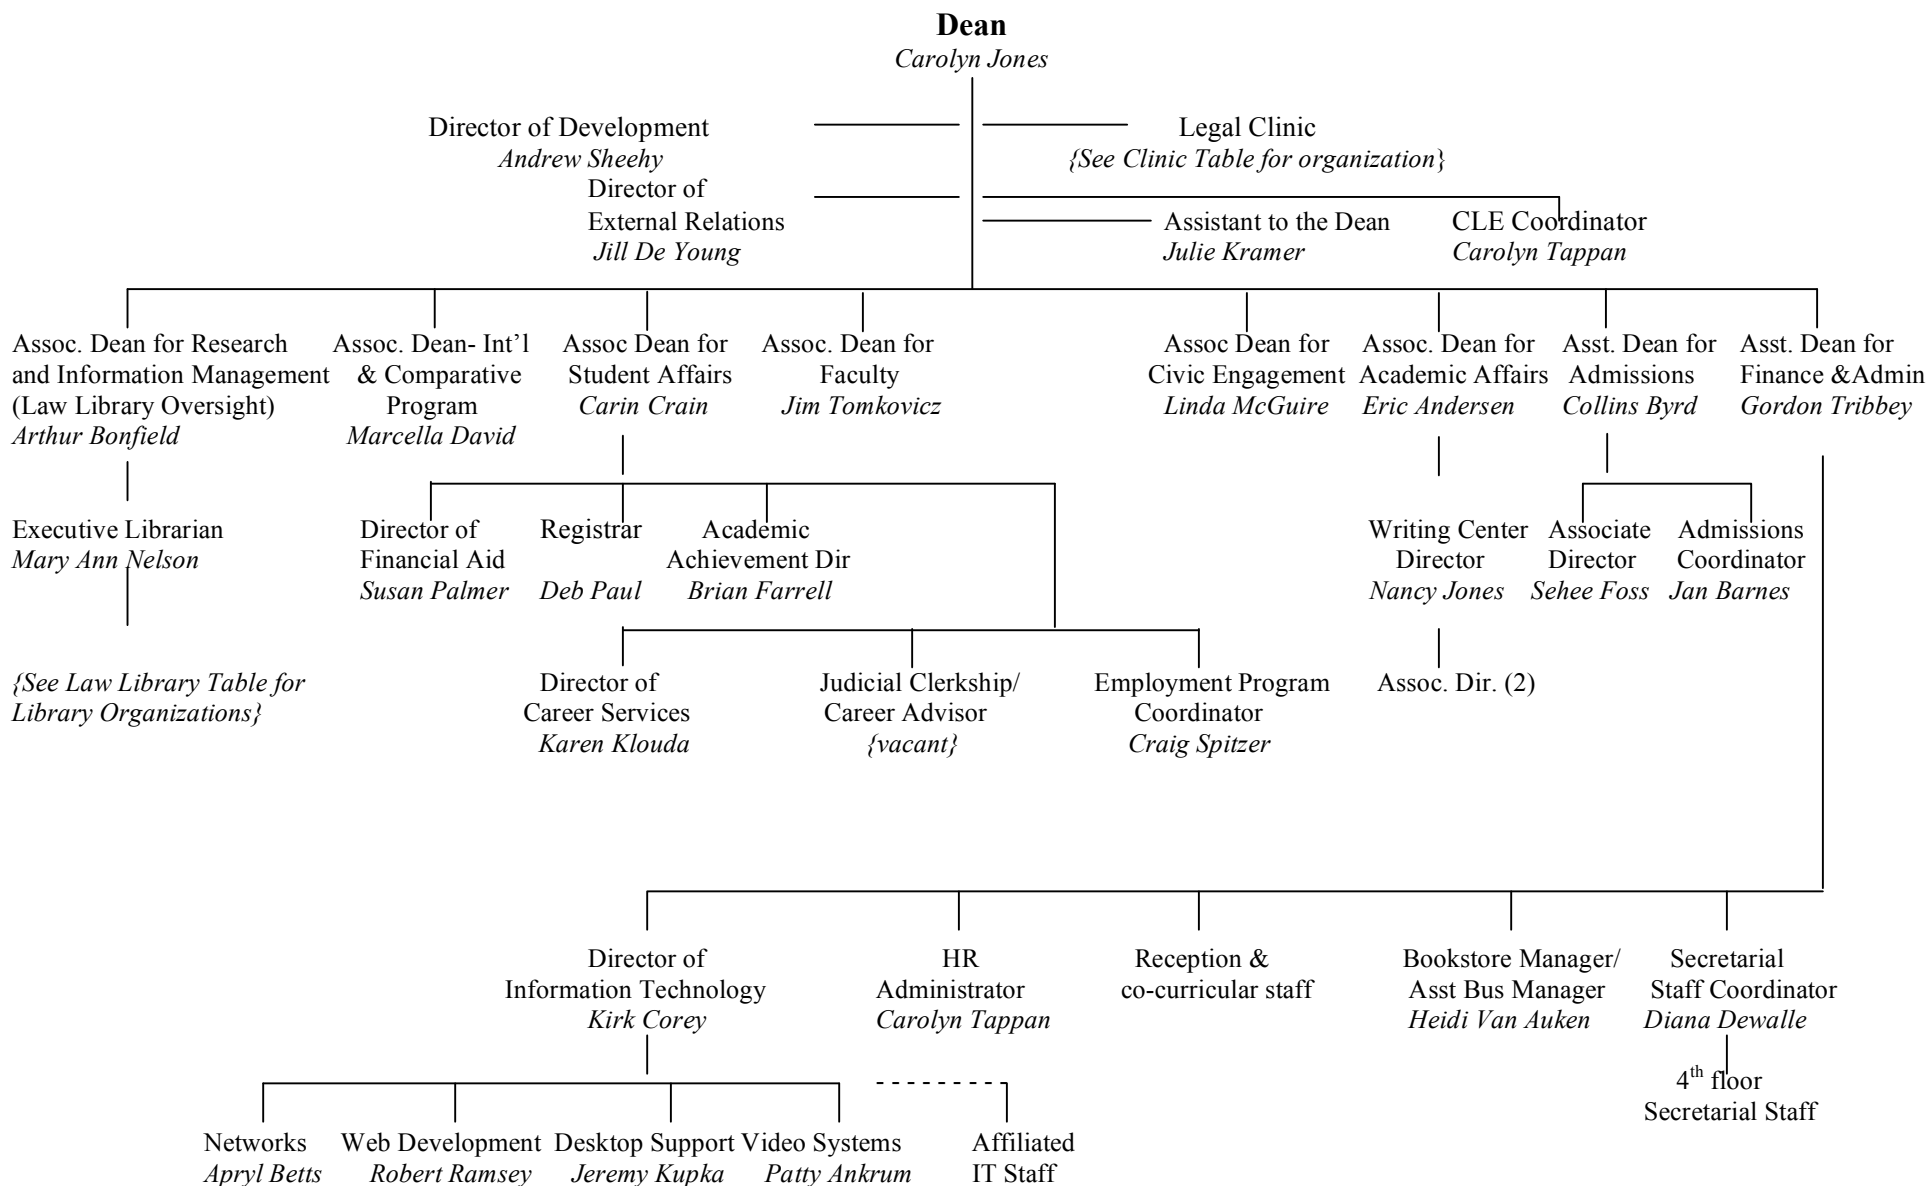 Dean
Carolyn Jones
Director of Development
Andrew Sheehy
Legal Clinic
{See Clinic Table for organization}
Director of
External Relations
Jill De Young
Assistant to the Dean
Julie Kramer
CLE Coordinator
Carolyn Tappan
Assoc. Dean for Research
and Information Management
(Law Library Oversight)
Arthur Bonfield
Assoc. Dean- Int’l
& Comparative
Program
Marcella David
Assoc Dean for
Student Affairs
Carin Crain
Assoc. Dean for
Faculty
Jim Tomkovicz
Assoc Dean for
Civic Engagement
Linda McGuire
Assoc. Dean for
Academic Affairs
Eric Andersen
Asst. Dean for
Admissions
Collins Byrd
Asst. Dean for
Finance &Admin
Gordon Tribbey
Executive Librarian
Mary Ann Nelson
Director of
Financial Aid
Susan Palmer
Registrar
Deb Paul
Academic
Achievement Dir
Brian Farrell
Writing Center
Director
Nancy Jones
Associate
Director
Sehee Foss
Admissions
Coordinator
Jan Barnes
{See Law Library Table for
Library Organizations}
Director of
Career Services
Karen Klouda
Judicial Clerkship/
Career Advisor
{vacant}
Employment Program
Coordinator
Craig Spitzer
Assoc. Dir. (2)
Director of
Information Technology
Kirk Corey
HR
Administrator
Carolyn Tappan
Reception &
co-curricular staff
Bookstore Manager/
Asst Bus Manager
Heidi Van Auken
Secretarial
Staff Coordinator
Diana Dewalle
4th floor
Secretarial Staff
Networks
Apryl Betts
Web Development
Robert Ramsey
Desktop Support
Jeremy Kupka
Video Systems
Patty Ankrum
Affiliated
IT Staff